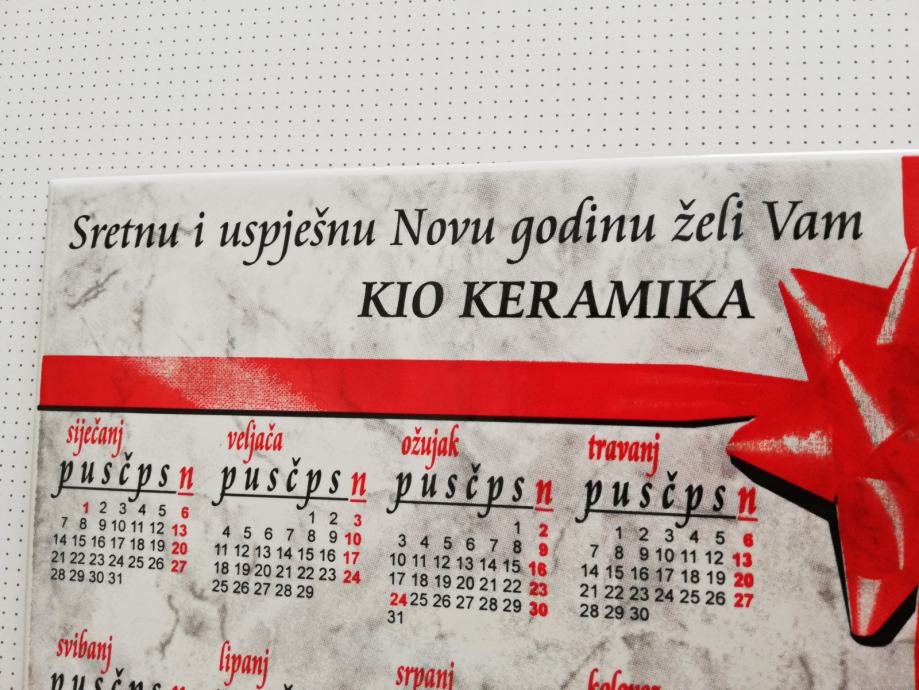 Sretnu i uspješnu Novu godinu želi Vam
KIO KERAMIKA
siječanj
p u s č p s n
1 2 3 4 5 6
7 8 9 10 11 12 13
14 15 16 17 18 19 20
21 22 23 24 25 26 27
28 29 30 31
veljača
p u s č p s n
1 2 3
4 5 6 7 8 9 10
11 12 13 14 15 16 17
18 19 20 21 22 23 24
25 26 27 28 29
ožujak
p u s č p s n
1 2
3 4 5 6 7 8 9
10 11 12 13 14 15 16
17 18 19 20 21 22 23
24 25 26 27 28 29 30
31
travanj
p u s č p s n
1 2 3 4 5 6
7 8 9 10 11 12 13
14 15 16 17 18 19 20
21 22 23 24 25 26 27
28 29 30
svibanj
p u s č p s n
lipanj
srpanj